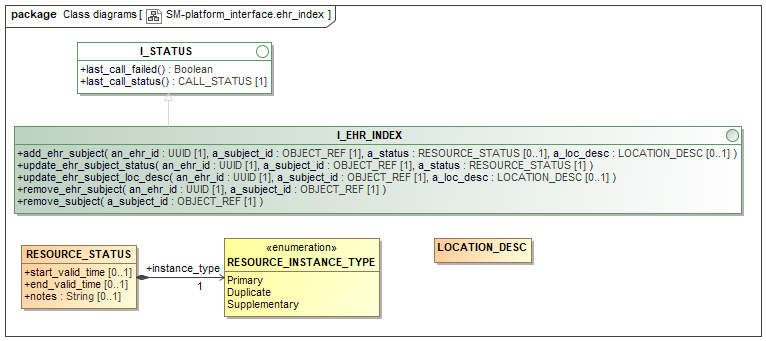 package Class diagrams [ SM-platform_interface.ehr_index ]
I_STATUS
+last_call_failed() : Boolean
+last_call_status() : CALL_STATUS [1]
I_EHR_INDEX
+add_ehr_subject( an_ehr_id : UUID [1], a_subject_id : OBJECT_REF [1], a_status : RESOURCE_STATUS [0..1], a_loc_desc : LOCATION_DESC [0..1] )
+update_ehr_subject_status( an_ehr_id : UUID [1], a_subject_id : OBJECT_REF [1], a_status : RESOURCE_STATUS [1] )
+update_ehr_subject_loc_desc( an_ehr_id : UUID [1], a_subject_id : OBJECT_REF [1], a_loc_desc : LOCATION_DESC [0..1] )
+remove_ehr_subject( an_ehr_id : UUID [1], a_subject_id : OBJECT_REF [1] )
+remove_subject( a_subject_id : OBJECT_REF [1] )
RESOURCE_STATUS
+start_valid_time [0..1]
+end_valid_time [0..1]
+notes : String [0..1]
+instance_type
1
«enumeration»
RESOURCE_INSTANCE_TYPE
Primary
Duplicate
Supplementary
LOCATION_DESC